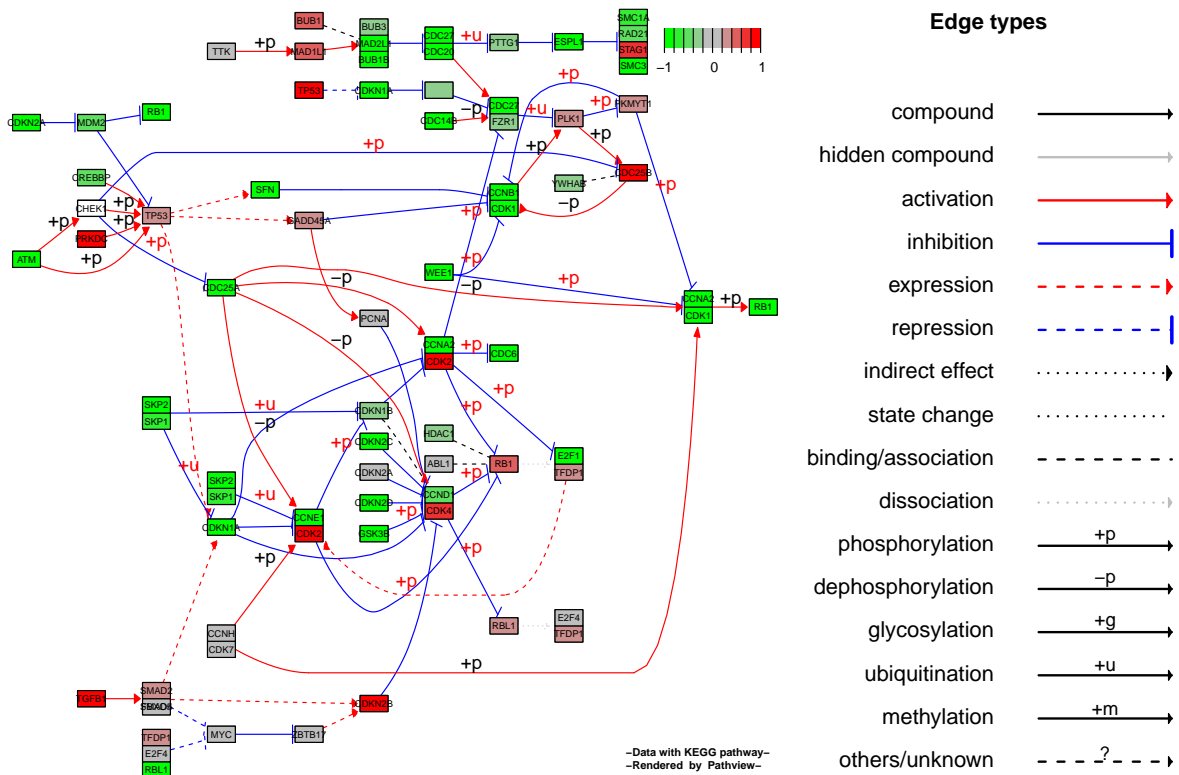 Edge types
compound
hidden compound
activation
inhibition
expression
repression
indirect effect
state change
binding/association
dissociation
phosphorylation +p
dephosphorylation −p
glycosylation +g
ubiquitination +u
methylation +m
others/unknown ?
−1 0 1
BUB1
BUB3
TTK
+p
MAD1L1
MAD2L1
BUB1B
CDC27
CDC20
+u
PTTG1
ESPL1
SMC1A
RAD21
STAG1
SMC3
TP53
CDKN1A
+p
CDC14B
−p
CDC27
FZR1
+u
PLK1
+p
PKMYT1
CDKN2A
MDM2
RB1
+p
+p
+p
CREBBP
CHEK1
+p
TP53
SFN
CCNB1
CDK1
YWHAB
CDC25B
−p
+p
+p
PRKDC
+p
+p
+p
ATM
+p
GADD45A
+p
WEE1
−p
+p
CDC25A
−p
CCNA2
CDK1
+p
RB1
PCNA
−p
CCNA2
CDK2
+p
CDC6
+p
SKP2
SKP1
+u
−p
CDKN1B
+p
CDKN2C
+p
HDAC1
ABL1
RB1
E2F1
TFDP1
+u
SKP2
SKP1
+u
CDKN2A
CDKN2D
CCND1
CDK4
+p
+p
GSK3B
CDKN1A
CCNE1
CDK2
+p
+p
+p
CCNH
CDK7
RBL1
E2F4
TFDP1
+p
TGFB1
SMAD2
CDKN2B
MYC
ZBTB17
TFDP1
E2F4
RBL1
−Data with KEGG pathway−
−Rendered by Pathview−